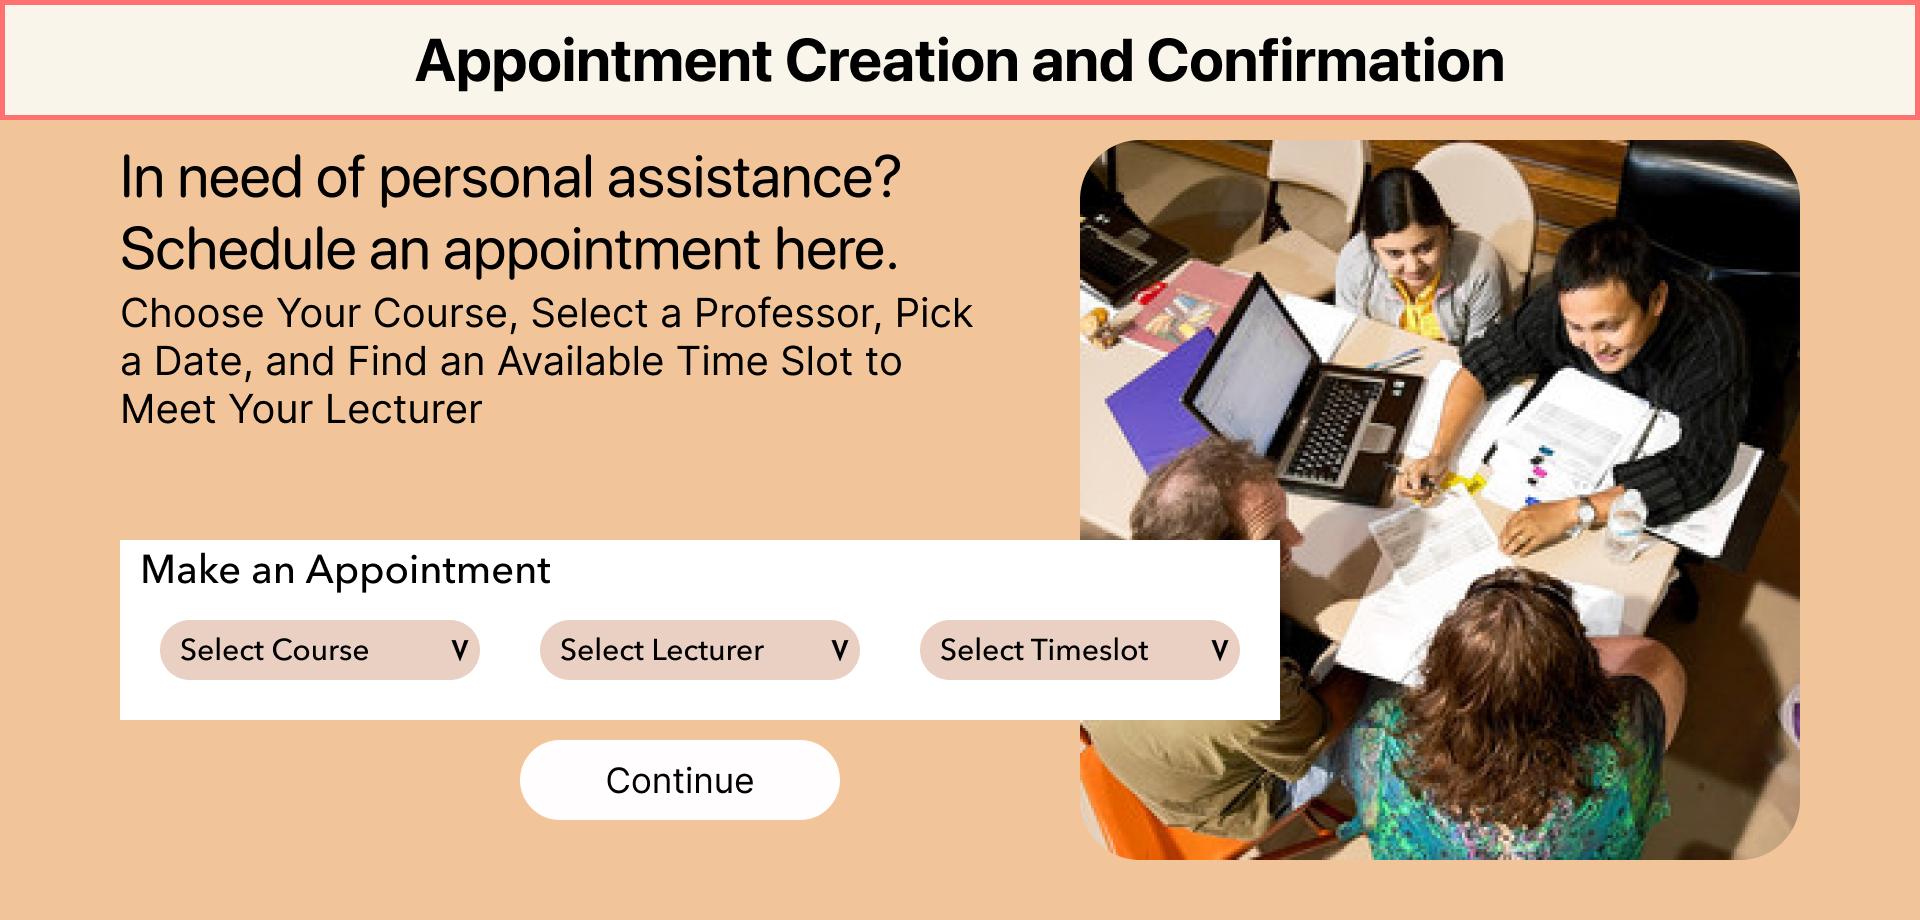 Appointment Creation and Confirmation
In need of personal assistance?
Schedule an appointment here.
Choose Your Course, Select a Professor, Pick
a Date, and Find an Available Time Slot to
Meet Your Lecturer
Make an Appointment
Select Course V
Select Lecturer V
Select Timeslot V
Continue